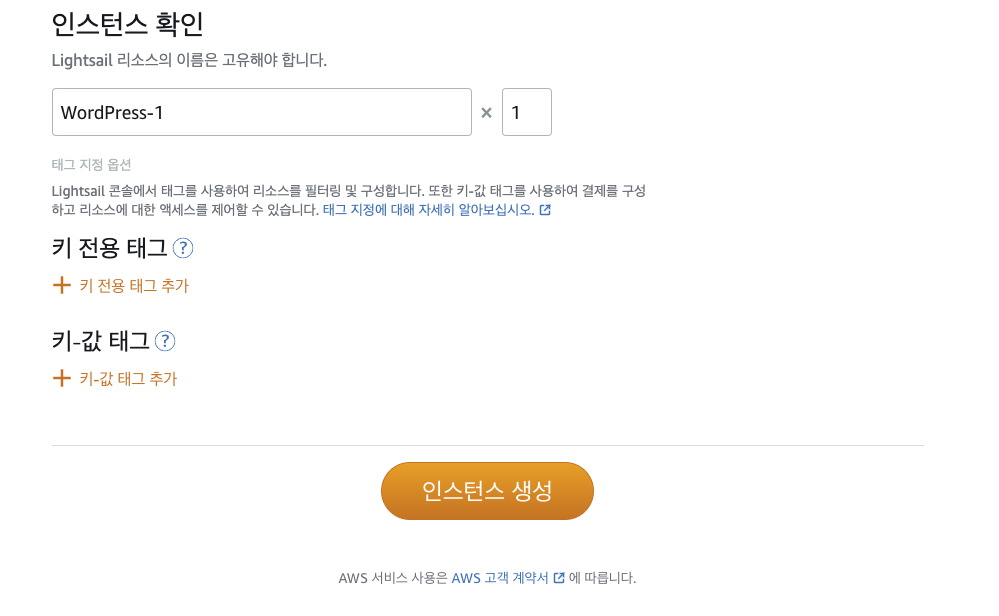 인스턴스 확인
Lightsail 리소스의 이름은 고유해야 합니다.
WordPress-1 × 1
태그 지정 옵션
Lightsail 콘솔에서 태그를 사용하여 리소스를 필터링 및 구성합니다. 또한 키-값 태그를 사용하여 결제를 구성
하고 리소스에 대한 액세스를 제어할 수 있습니다. 태그 지정에 대해 자세히 알아보십시오.
키 전용 태그 ?
+ 키 전용 태그 추가
키-값 태그 ?
+ 키-값 태그 추가
인스턴스 생성
AWS 서비스 사용은 AWS 고객 계약서 에 따릅니다.